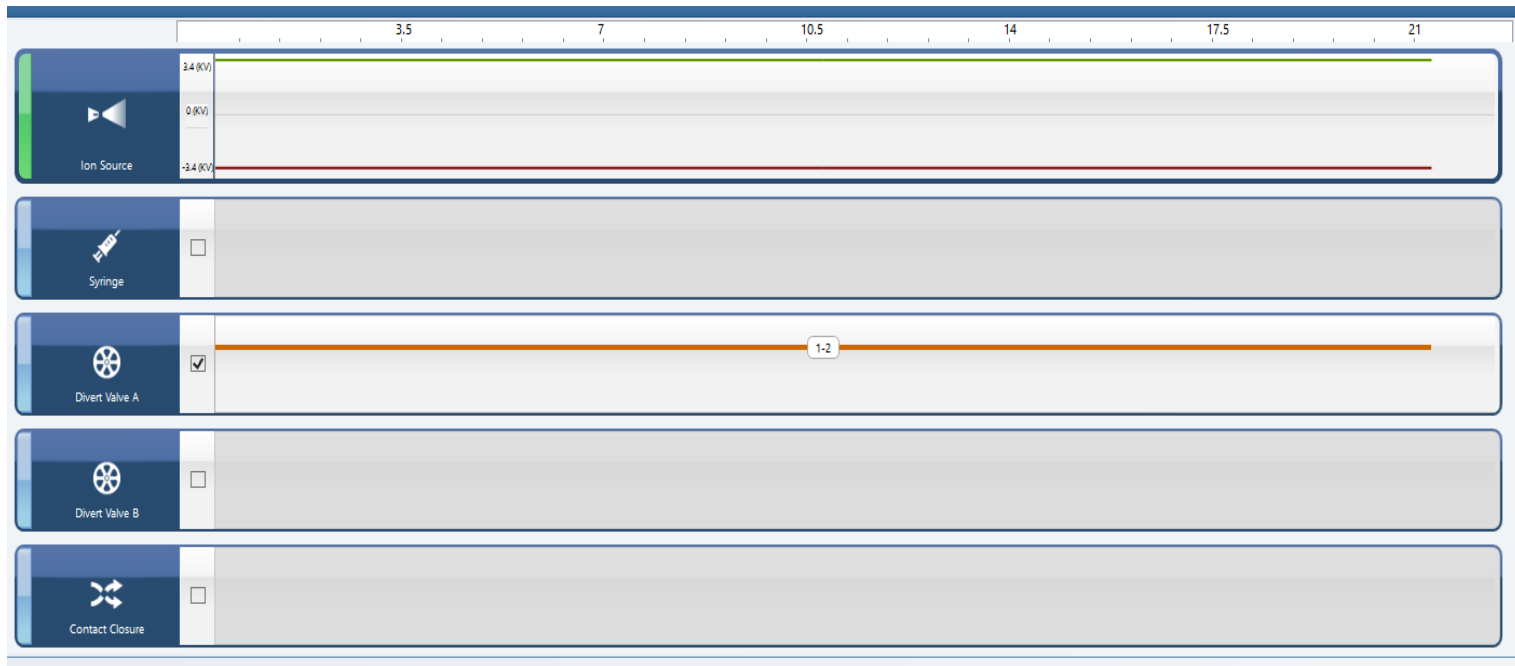 3.5 7 10.5 14 17.5 21
3.4 (KV)
0 (KV)
Ion Source
-3.4 (KV)
Syringe
1-2
Divert Valve A
Divert Valve B
Contact Closure